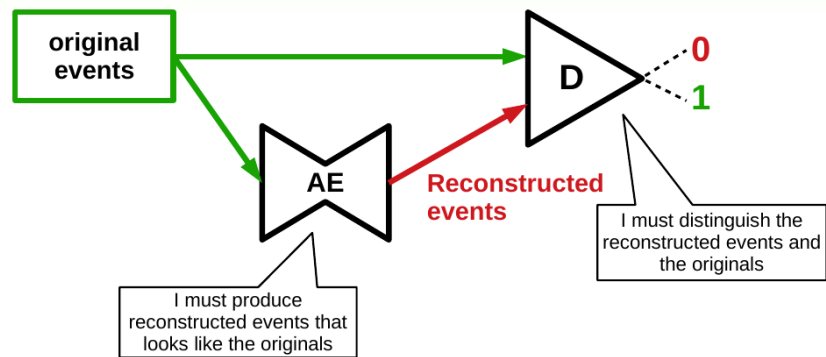 original
events
D
0
1
AE
Reconstructed
events
I must distinguish the
reconstructed events and
the originals
I must produce
reconstructed events that
looks like the originals